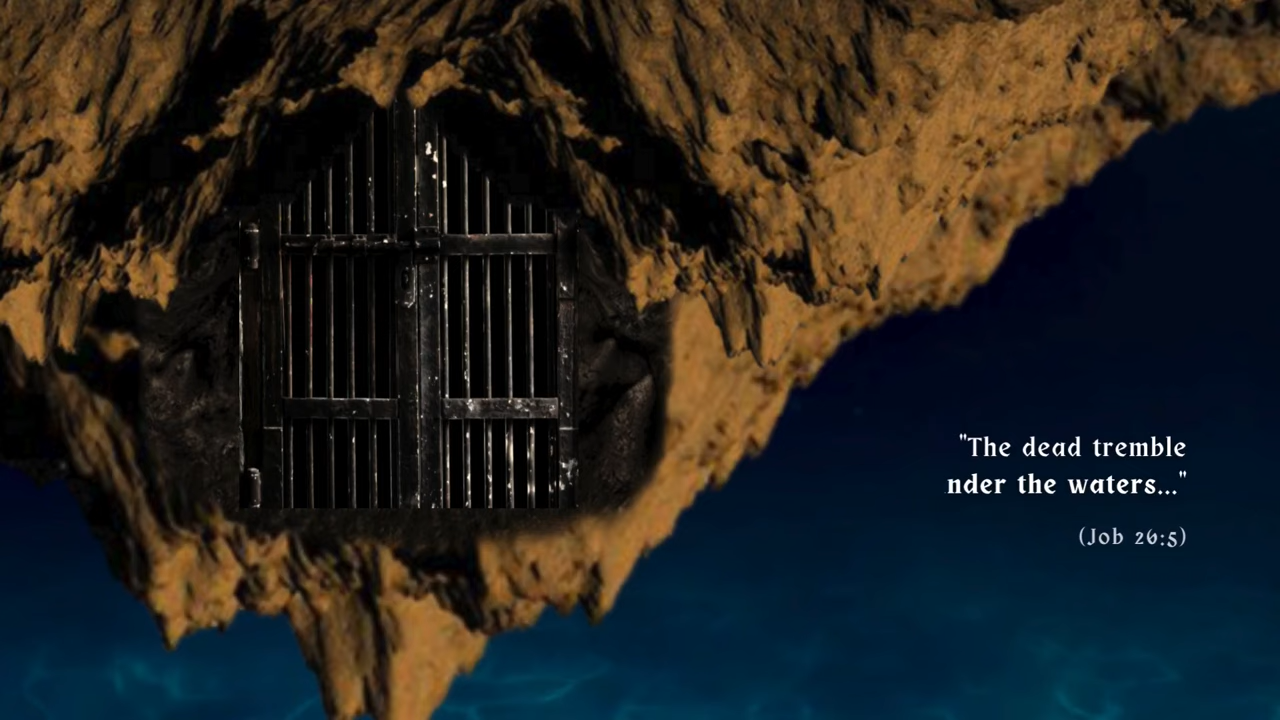 "The dead tremble
nder the waters..."
(Job 26:5)